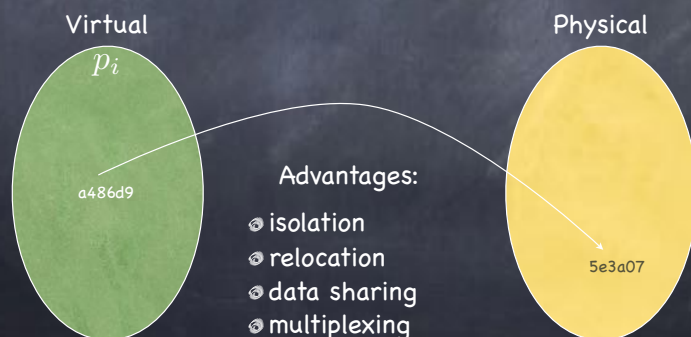 Virtual
Physical
p_i
a486d9
Advantages:
isolation
relocation
data sharing
multiplexing
5e3a07